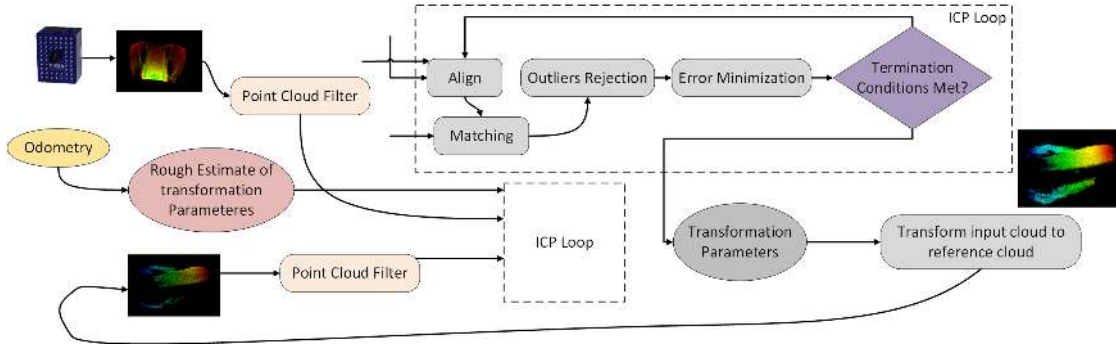 ICP Loop
Align
Outliers Rejection
Error Minimization
Termination
Conditions Met?
Point Cloud Filter
Matching
Odometry
Rough Estimate of
transformation
Parameteres
ICP Loop
Transformation
Parameters
Transform input cloud to
reference cloud
Point Cloud Filter